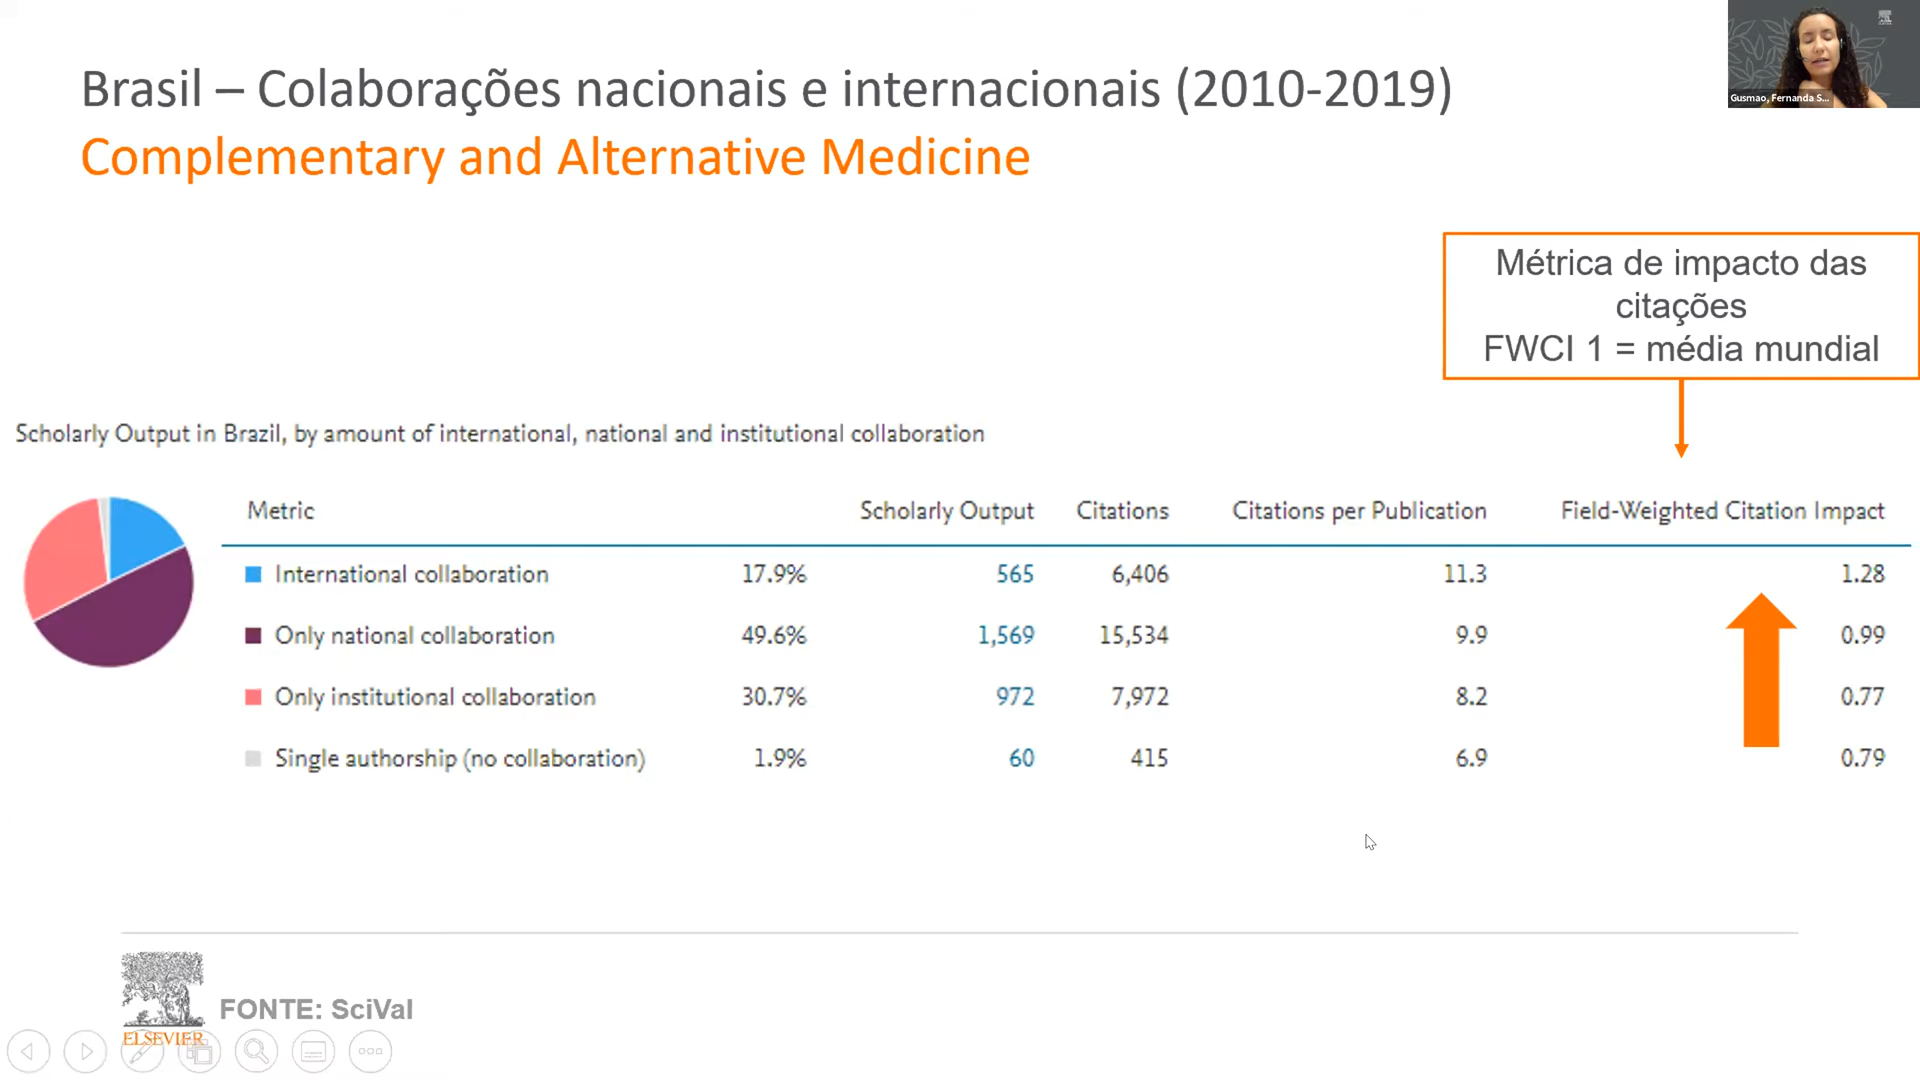 Brasil – Colaborações nacionais e internacionais (2010-2019)
Complementary and Alternative Medicine
Gusmao, Fernanda S...
Métrica de impacto das
citações
FWCI 1 = média mundial
Scholarly Output in Brazil, by amount of international, national and institutional collaboration
Metric Scholarly Output Citations Citations per Publication Field-Weighted Citation Impact
International collaboration 17.9% 565 6,406 11.3 1.28
Only national collaboration 49.6% 1,569 15,534 9.9 0.99
Only institutional collaboration 30.7% 972 7,972 8.2 0.77
Single authorship (no collaboration) 1.9% 60 415 6.9 0.79
FONTE: SciVal
ELSEVIER